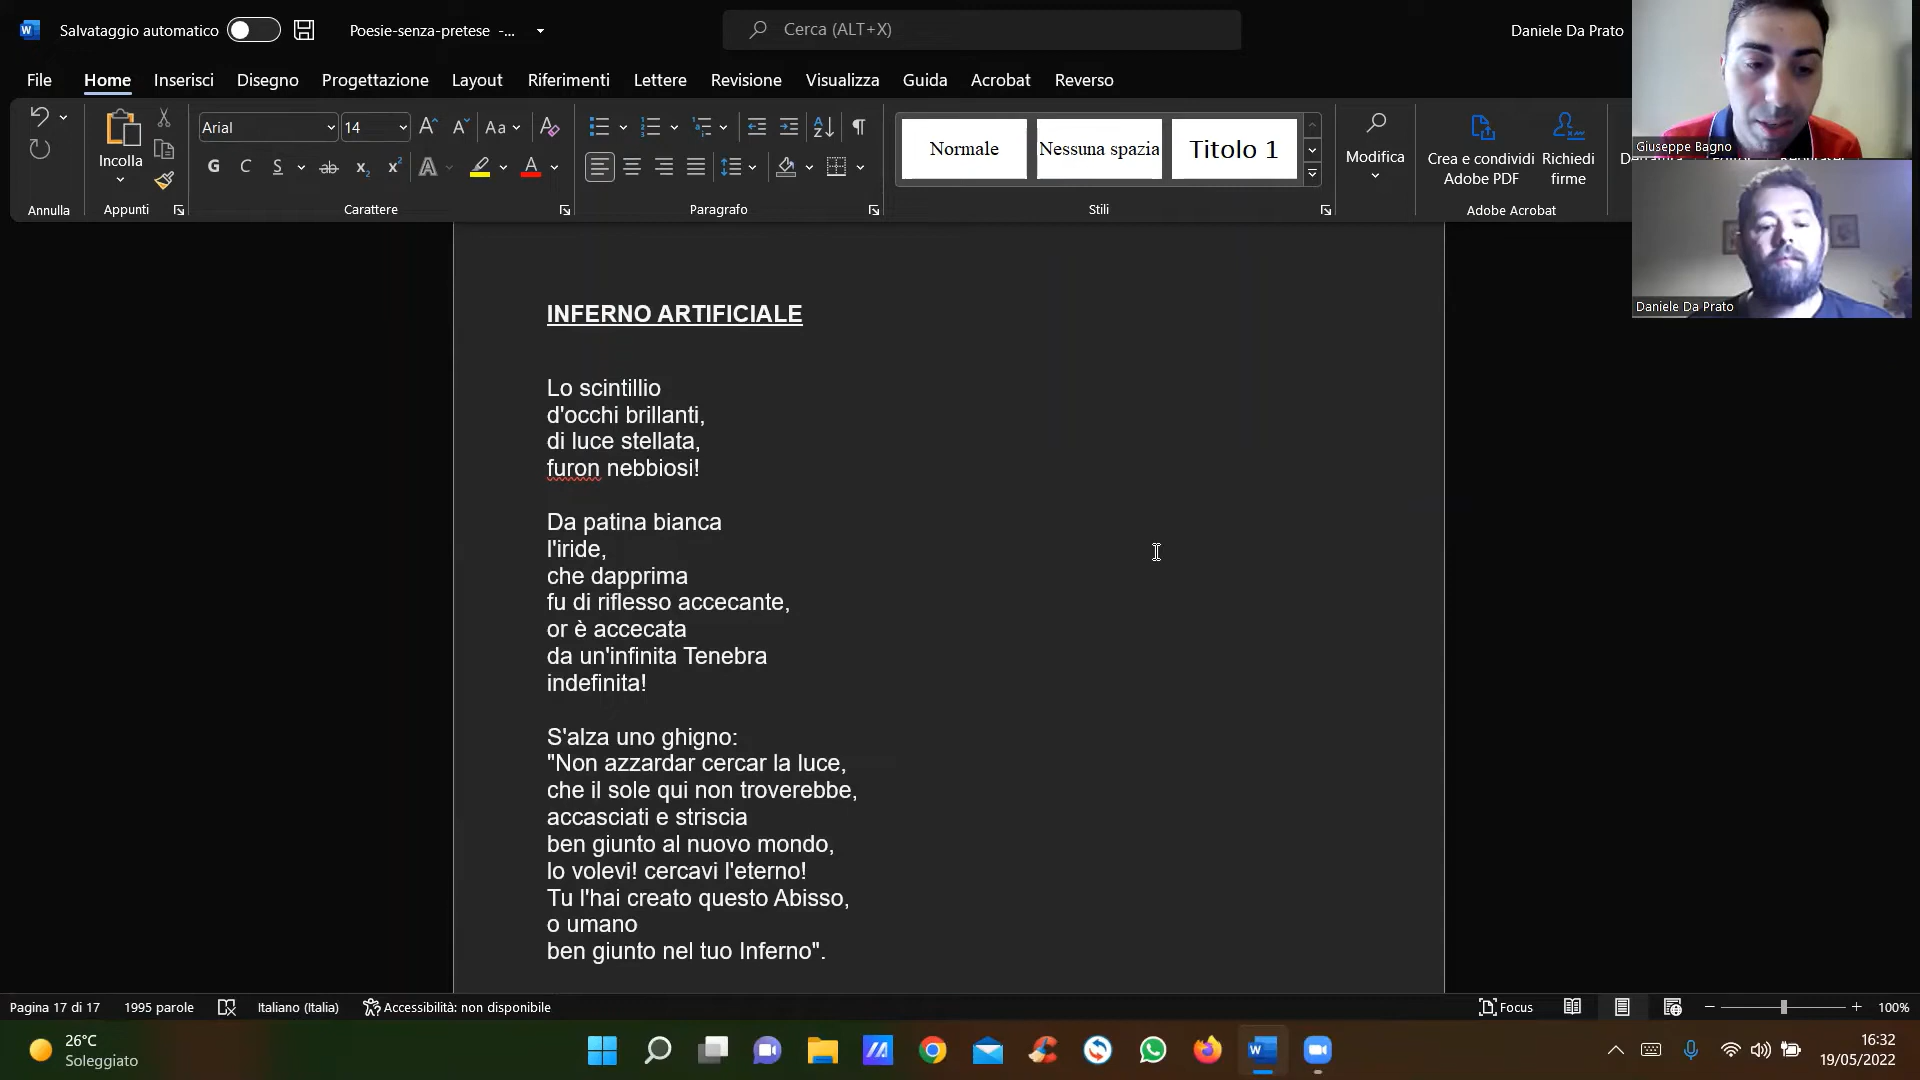 Salvataggio automatico
Poesie-senza-pretese -...
Cerca (ALT+X)
Daniele Da Prato
File Home Inserisci Disegno Progettazione Layout Riferimenti Lettere Revisione Visualizza Guida Acrobat Reverso
Incolla
Arial 14
Aa
G C S ab x₂ x² A A
Normale
Nessuna spazia
Titolo 1
Modifica
Crea e condividi
Adobe PDF
Richiedi
firme
Annulla Appunti Carattere Paragrafo Stili Adobe Acrobat
Giuseppe Bagno
Daniele Da Prato
INFERNO ARTIFICIALE
Lo scintillio
d'occhi brillanti,
di luce stellata,
furon nebbiosi!
Da patina bianca
l'iride,
che dapprima
fu di riflesso accecante,
or è accecata
da un'infinita Tenebra
indefinita!
S'alza uno ghigno:
"Non azzardar cercar la luce,
che il sole qui non troverebbe,
accasciati e striscia
ben giunto al nuovo mondo,
lo volevi! cercavi l'eterno!
Tu l'hai creato questo Abisso,
o umano
ben giunto nel tuo Inferno".
Pagina 17 di 17 1995 parole Italiano (Italia) Accessibilità: non disponibile Focus 100%
26°C
Soleggiato
16:32
19/05/2022